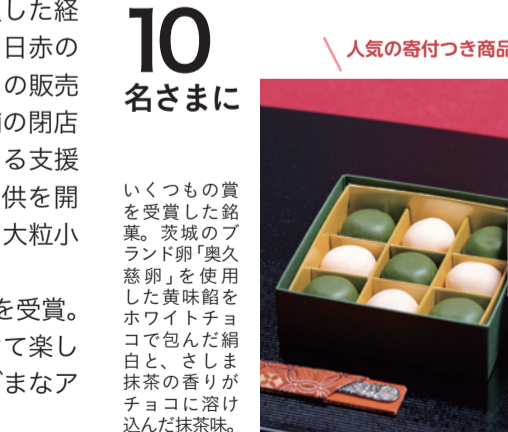 した経
日赤の
の販売
の閉店
る支援
供を開
大粒小
を受賞。
て楽し
まなア
10
名さまに
人気の寄付つき商品
いくつもの賞
を受賞した銘
菓。茨城のブ
ランド卵「奥久
慈卵」を使用
した黄味餡を
ホワイトチョ
コで包んだ絹
白と、さしま
抹茶の香りが
チョコに溶け
込んだ抹茶味。